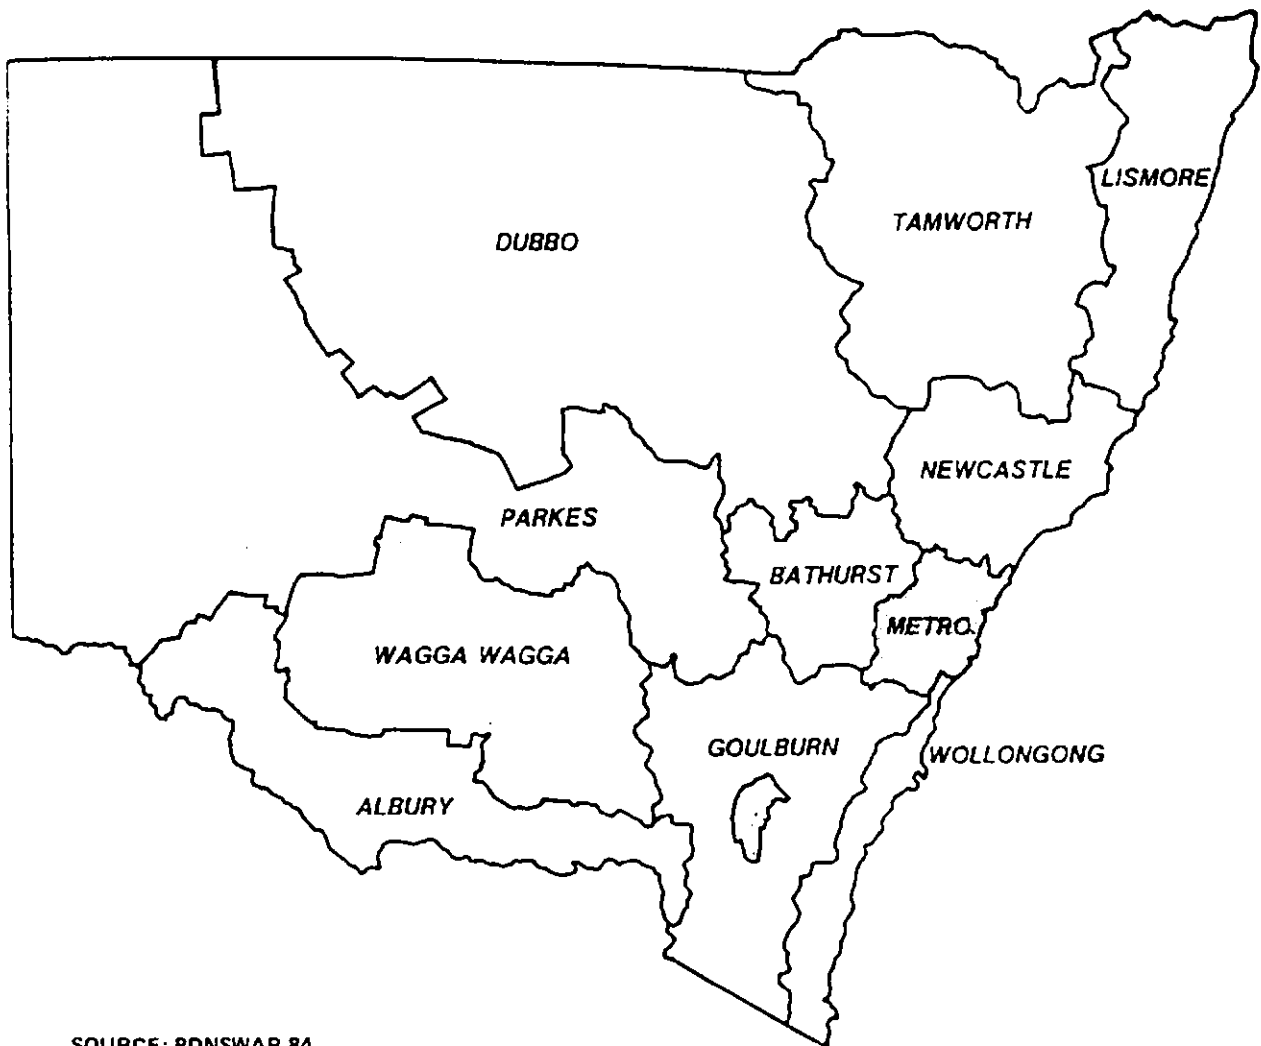 LISMORE
TAMWORTH
DUBBO
NEWCASTLE
PARKES
BATHURST
METRO.
WAGGA WAGGA
GOULBURN
WOLLONGONG
ALBURY
SOURCE: RDNSWAR 84